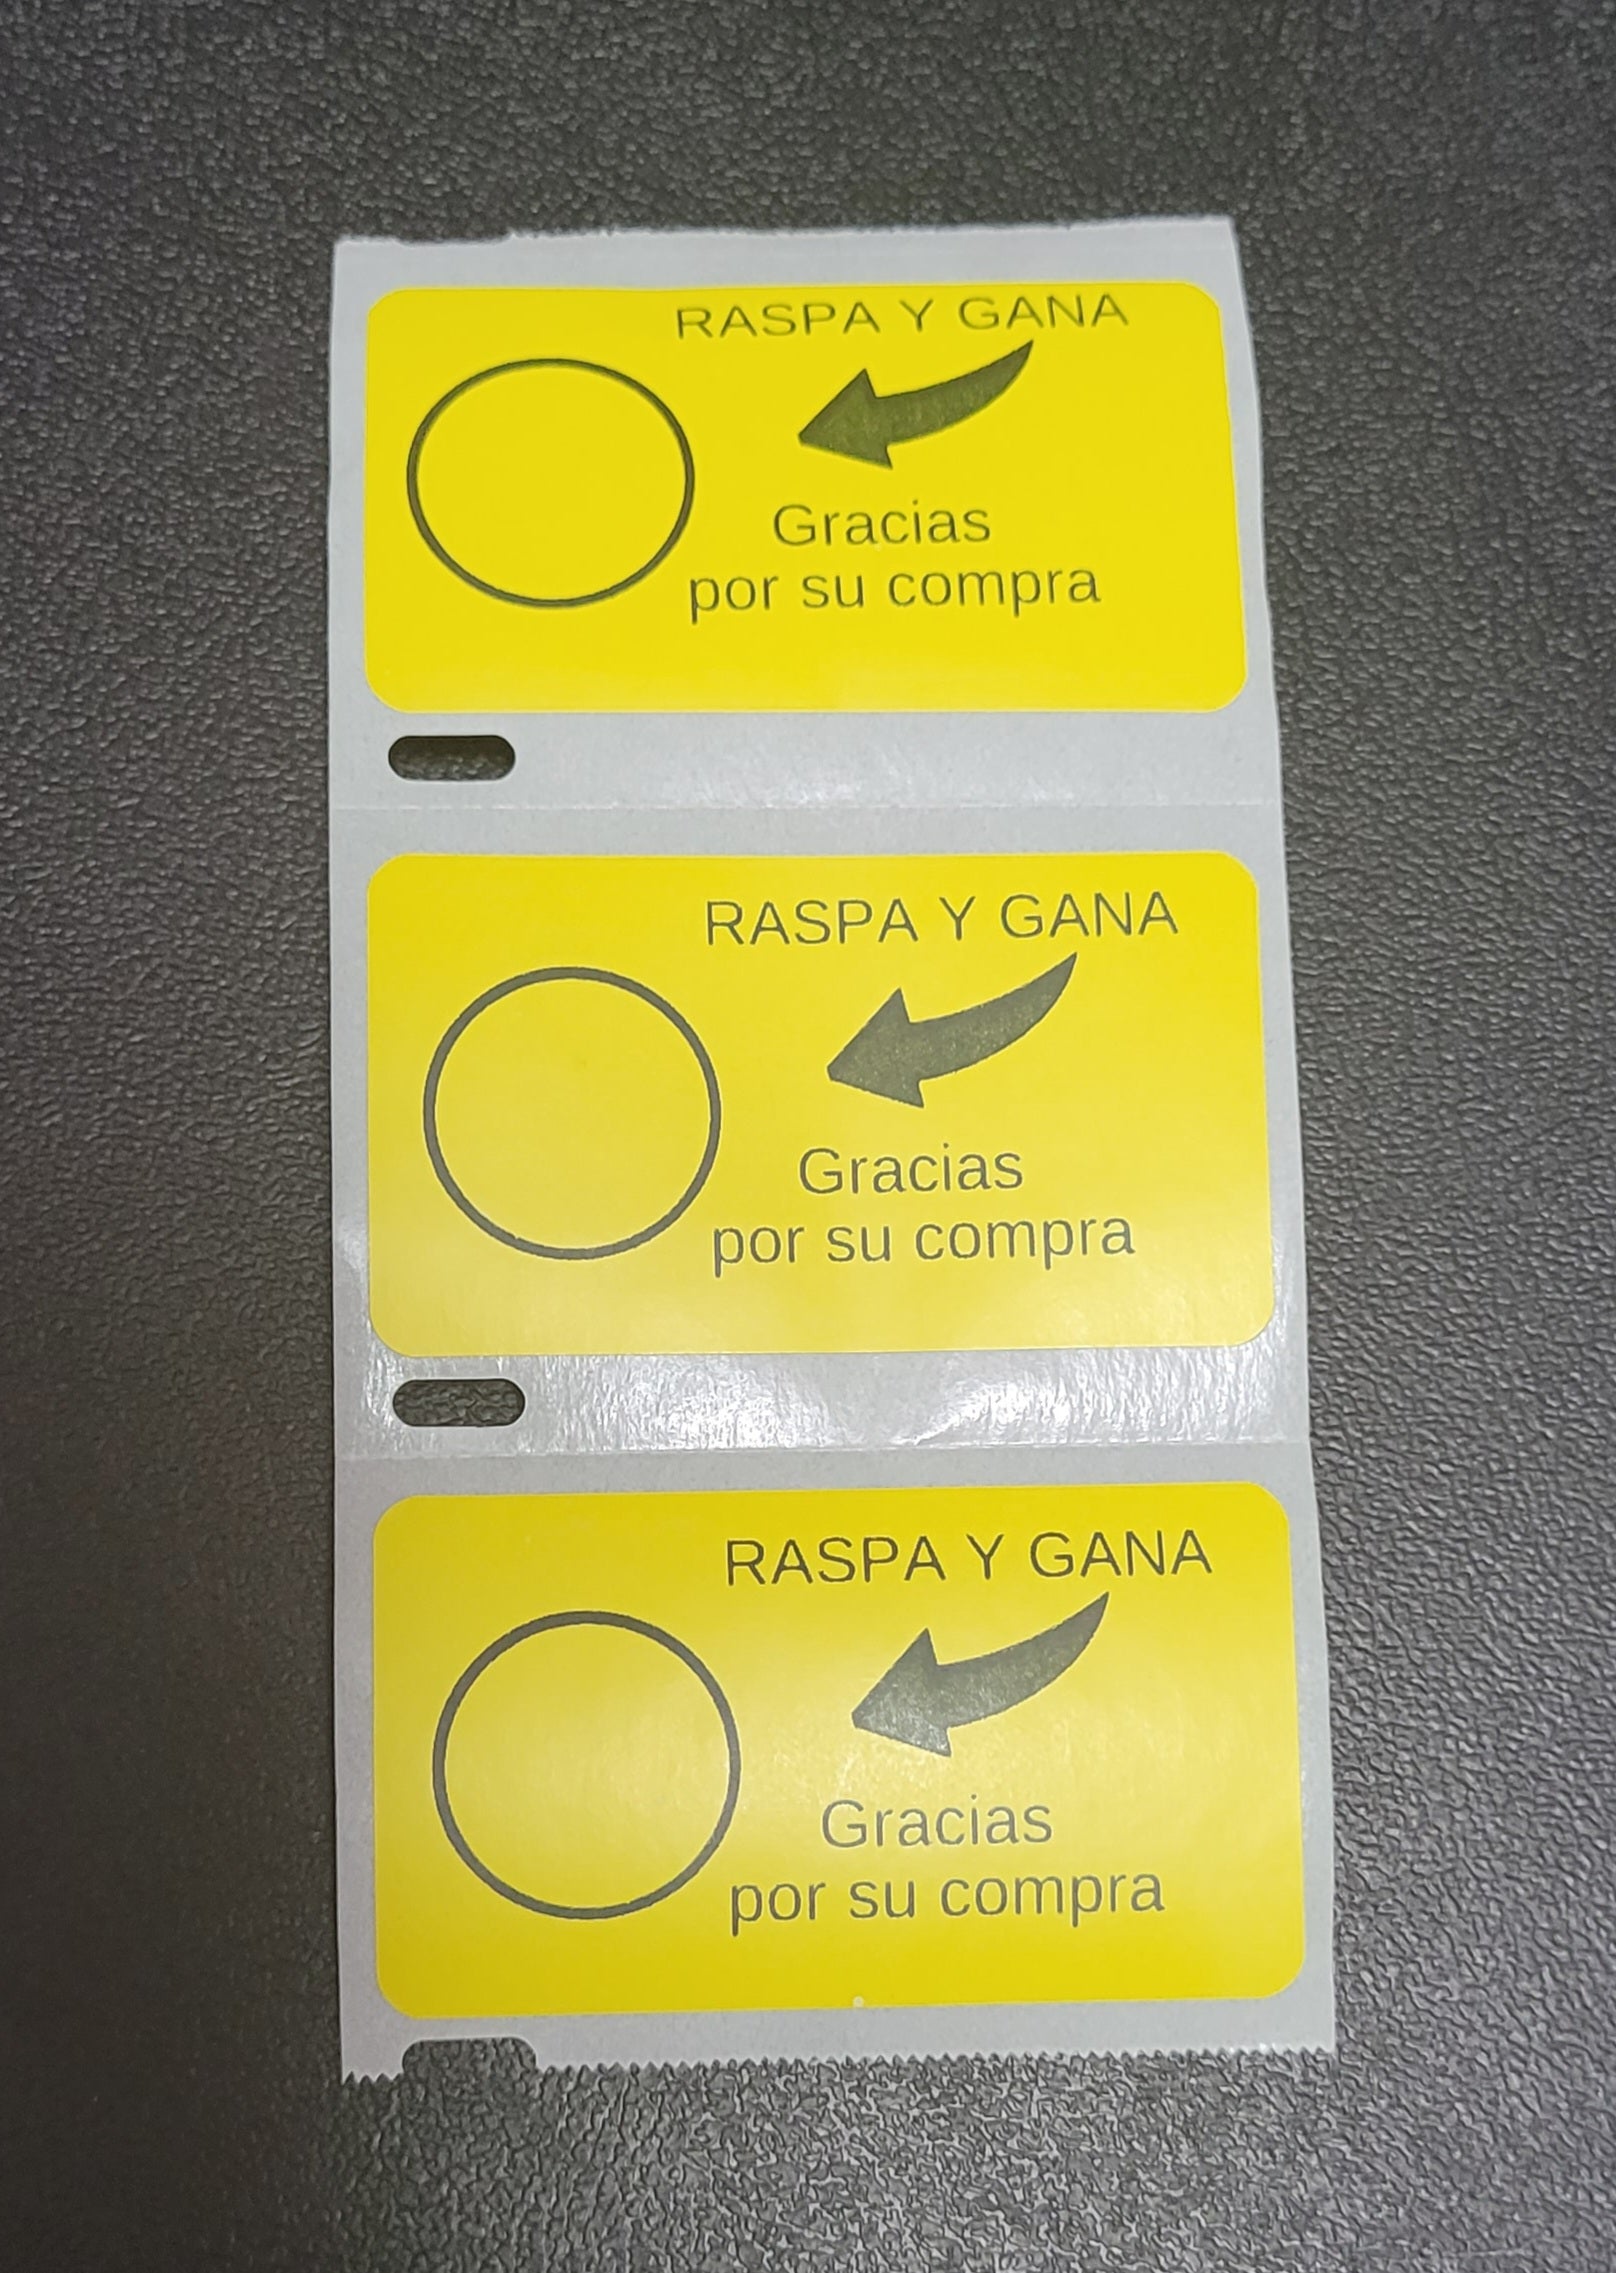 RASPA Y GANA
Gracias
por su compra
RASPA Y GANA
Gracias
por su compra
RASPA Y GANA
Gracias
por su compra